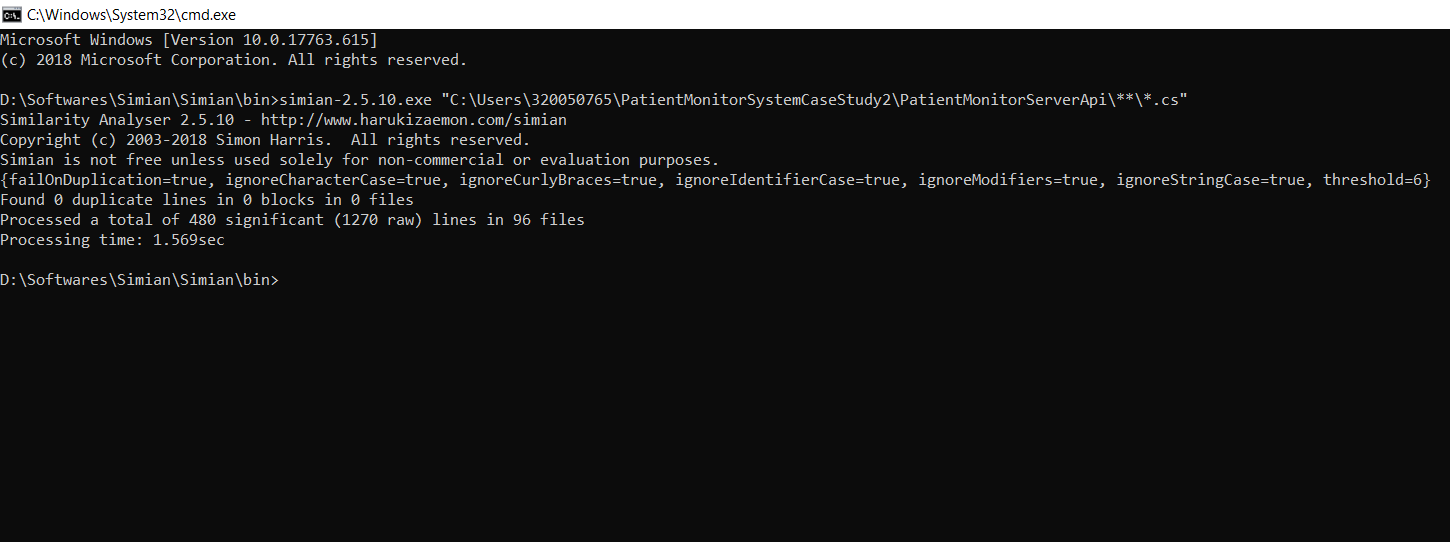 C:\Windows\System32\cmd.exe
Microsoft Windows [Version 10.0.17763.615]
(c) 2018 Microsoft Corporation. All rights reserved.
D:\Softwares\Simian\Simian\bin>simian-2.5.10.exe "C:\Users\320050765\PatientMonitorSystemCaseStudy2\PatientMonitorServerApi\**\*.cs"
Similarity Analyser 2.5.10 - http://www.harukizaemon.com/simian
Copyright (c) 2003-2018 Simon Harris.  All rights reserved.
Simian is not free unless used solely for non-commercial or evaluation purposes.
{failOnDuplication=true, ignoreCharacterCase=true, ignoreCurlyBraces=true, ignoreIdentifierCase=true, ignoreModifiers=true, ignoreStringCase=true, threshold=6}
Found 0 duplicate lines in 0 blocks in 0 files
Processed a total of 480 significant (1270 raw) lines in 96 files
Processing time: 1.569sec
D:\Softwares\Simian\Simian\bin>